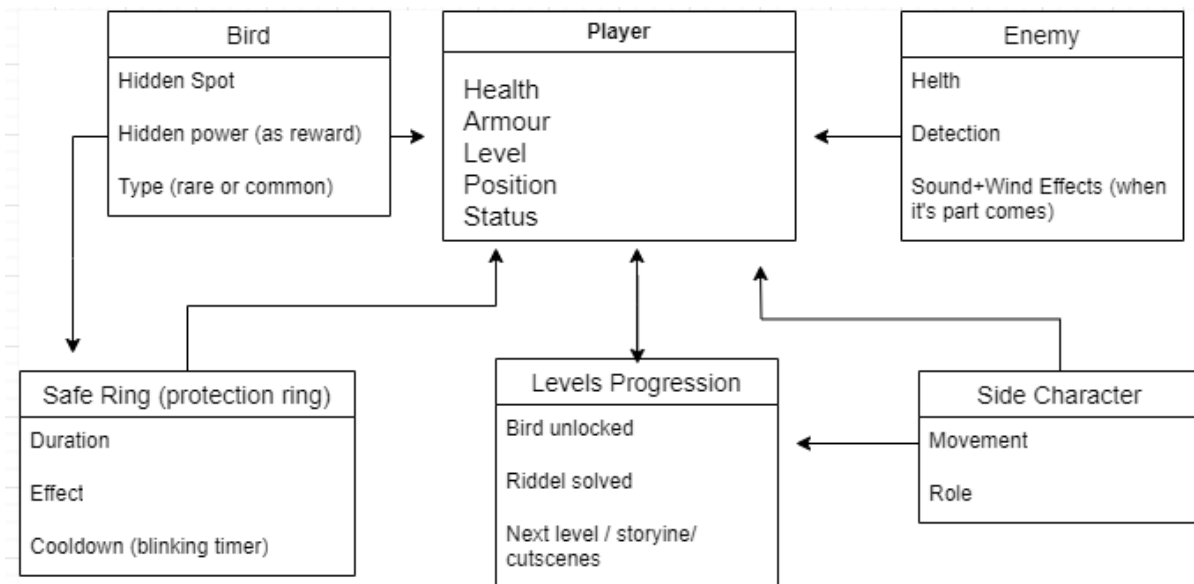 Bird
Hidden Spot
Hidden power (as reward)
Type (rare or common)
Player
Health
Armour
Level
Position
Status
Enemy
Helth
Detection
Sound+Wind Effects (when
it's part comes)
Safe Ring (protection ring)
Duration
Effect
Cooldown (blinking timer)
Levels Progression
Bird unlocked
Riddel solved
Next level / storyine/
cutscenes
Side Character
Movement
Role